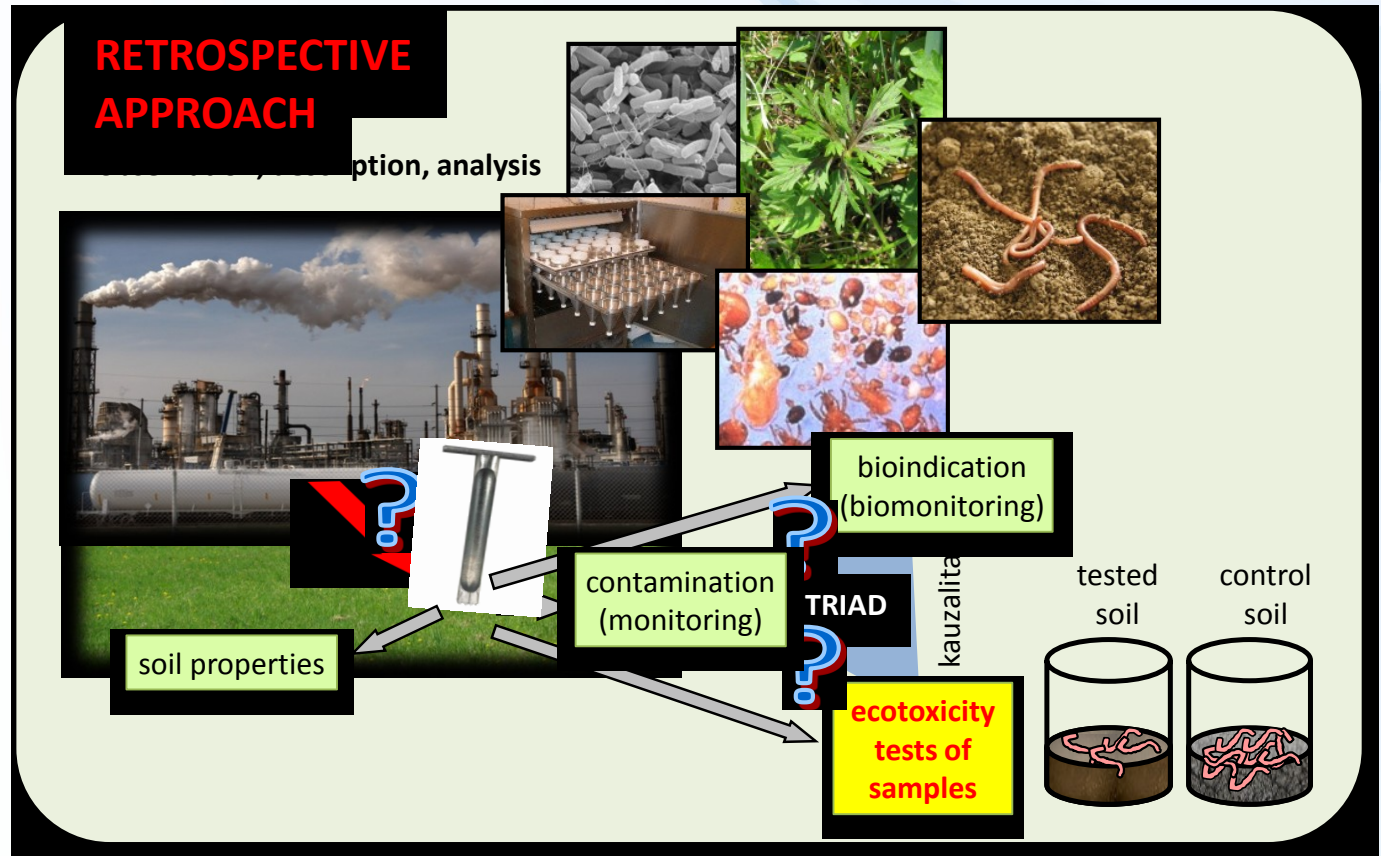 RETROSPECTIVE
APPROACH
analysis
bioindication
(biomonitoring)
contamination
(monitoring)
TRIAD
kauzalita
tested
soil
control
soil
soil properties
ecotoxicity
tests of
samples
?
?
?